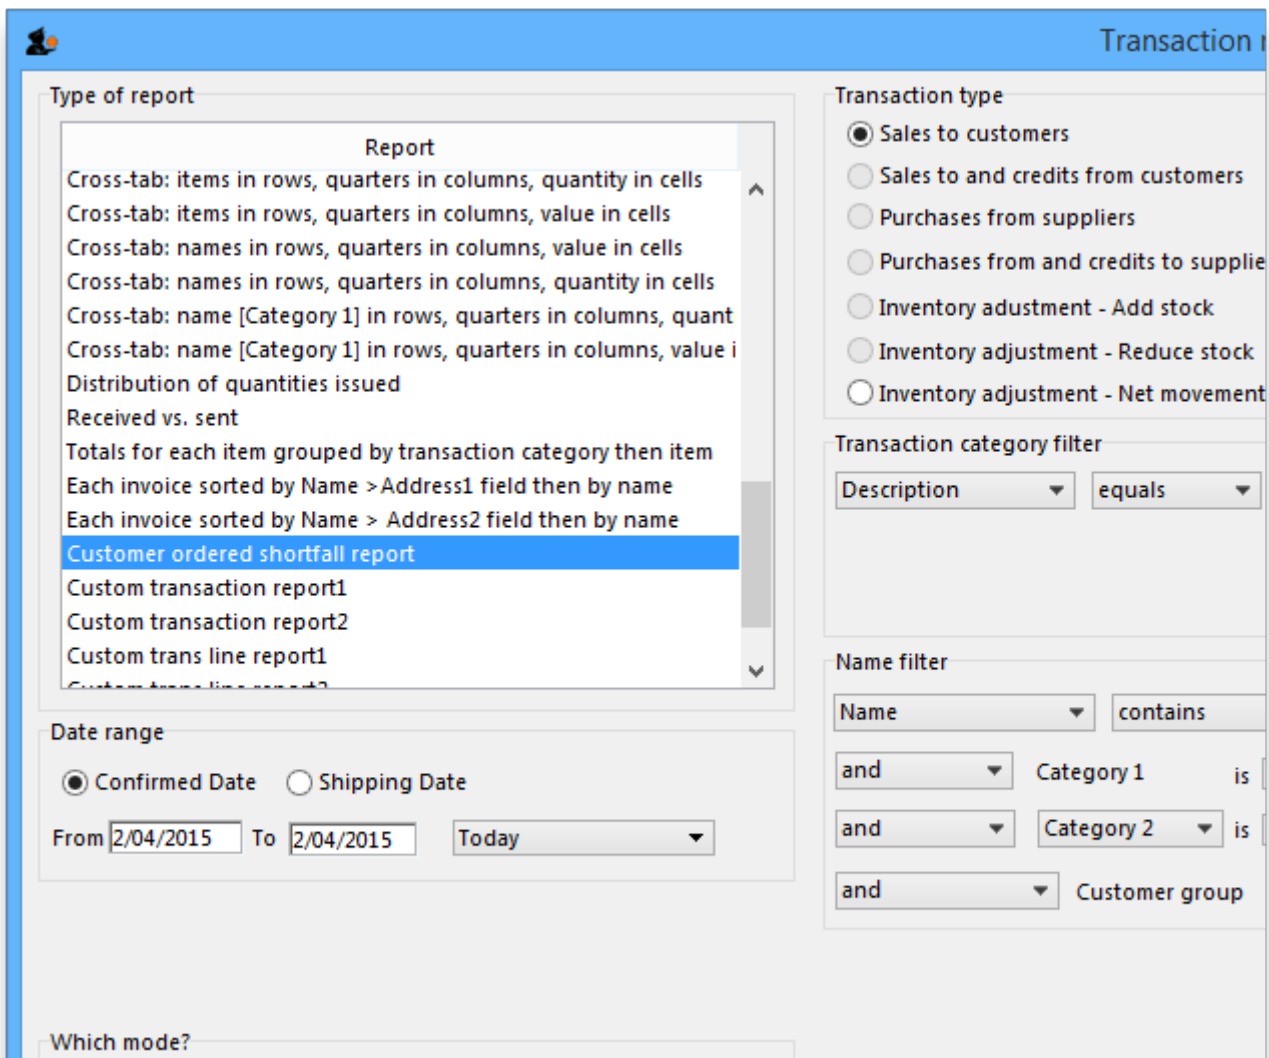 Transaction
Type of report
Report
Cross-tab: items in rows, quarters in columns, quantity in cells
Cross-tab: items in rows, quarters in columns, value in cells
Cross-tab: names in rows, quarters in columns, value in cells
Cross-tab: names in rows, quarters in columns, quantity in cells
Cross-tab: name [Category 1] in rows, quarters in columns, quant
Cross-tab: name [Category 1] in rows, quarters in columns, value i
Distribution of quantities issued
Received vs. sent
Totals for each item grouped by transaction category then item
Each invoice sorted by Name >Address1 field then by name
Each invoice sorted by Name > Address2 field then by name
Customer ordered shortfall report
Custom transaction report1
Custom transaction report2
Custom trans line report1
Date range
Confirmed Date Shipping Date
From 2/04/2015 To 2/04/2015 Today
Which mode?
Transaction type
Sales to customers
Sales to and credits from customers
Purchases from suppliers
Purchases from and credits to supplie
Inventory adustment - Add stock
Inventory adjustment - Reduce stock
Inventory adjustment - Net movement
Transaction category filter
Description equals
Name filter
Name contains
and Category 1 is
and Category 2 is
and Customer group